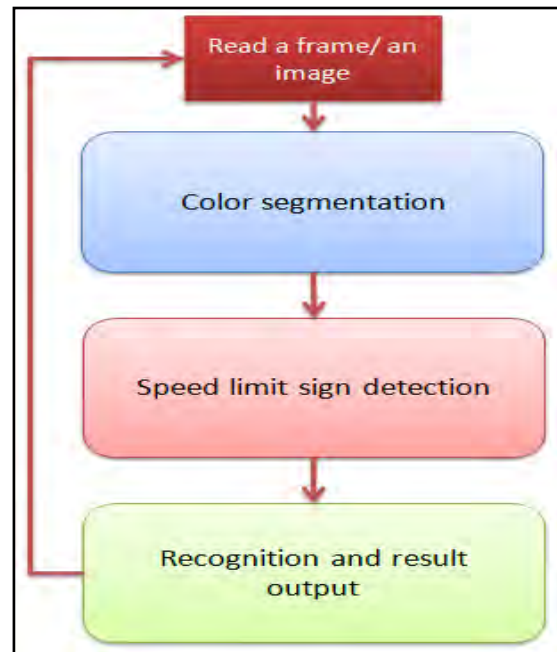 Read a frame/ an
image
Color segmentation
Speed limit sign detection
Recognition and result
output